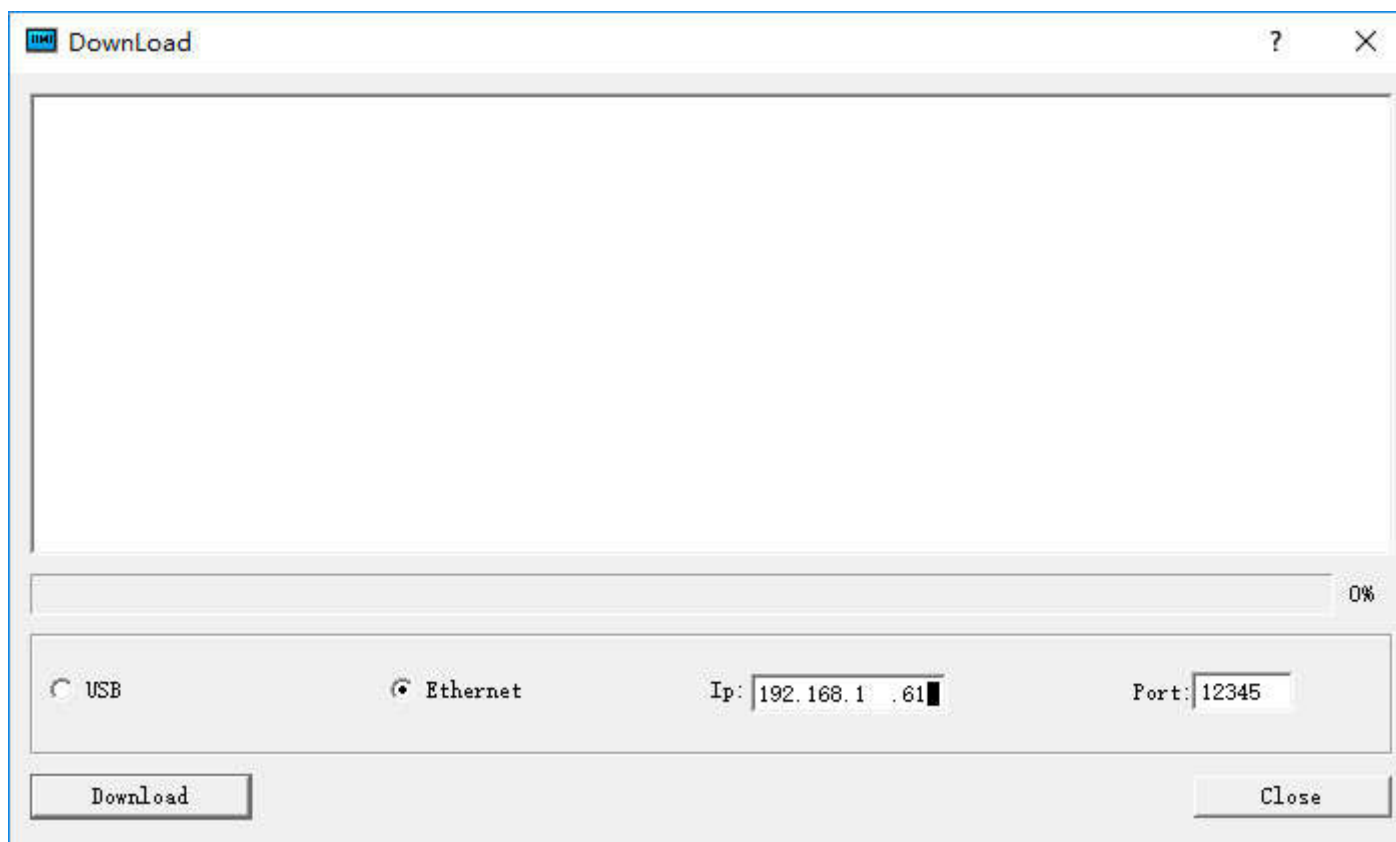 DownLoad
0%
USB
Ethernet
Ip: 192.168.1  .61
Port: 12345
Download
Close